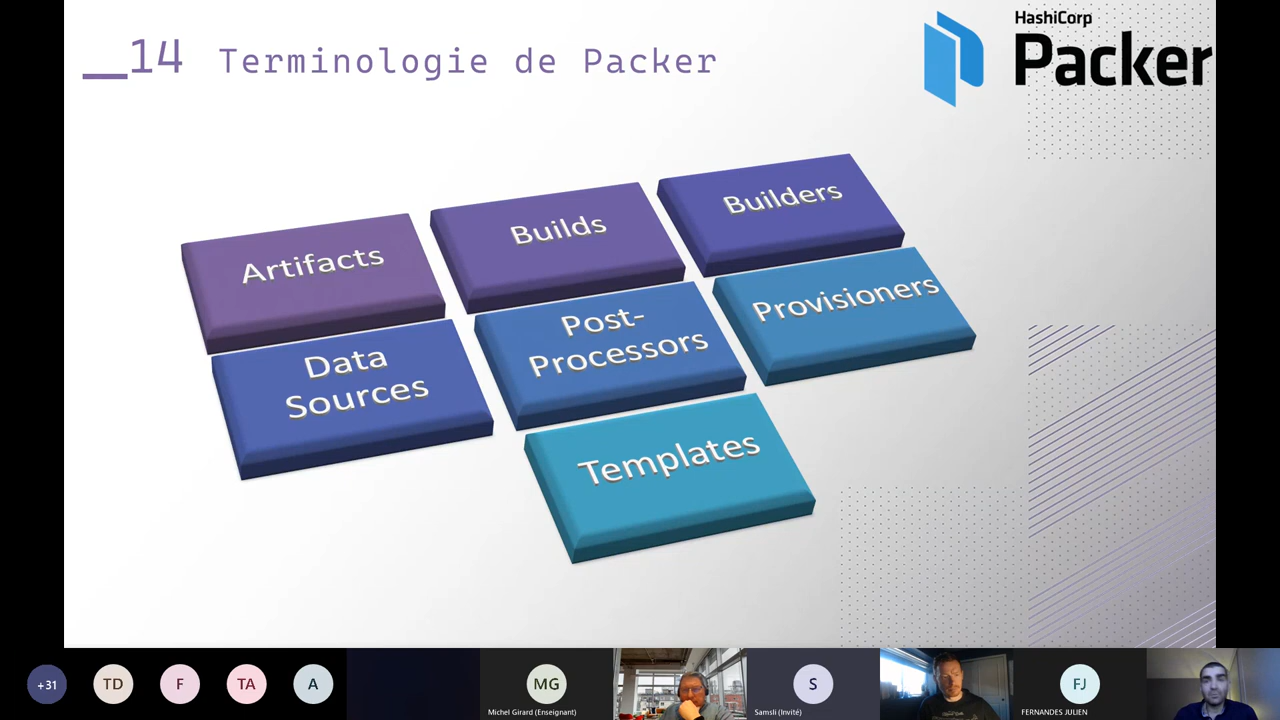 __14 Terminologie de Packer
HashiCorp
Packer
Artifacts
Builds
Builders
Data
Sources
Post-
Processors
Provisioners
Templates
+31
TD
F
TA
A
MG
Michel Girard (Enseignant)
S
Samsli (Invité)
FJ
FERNANDES JULIEN